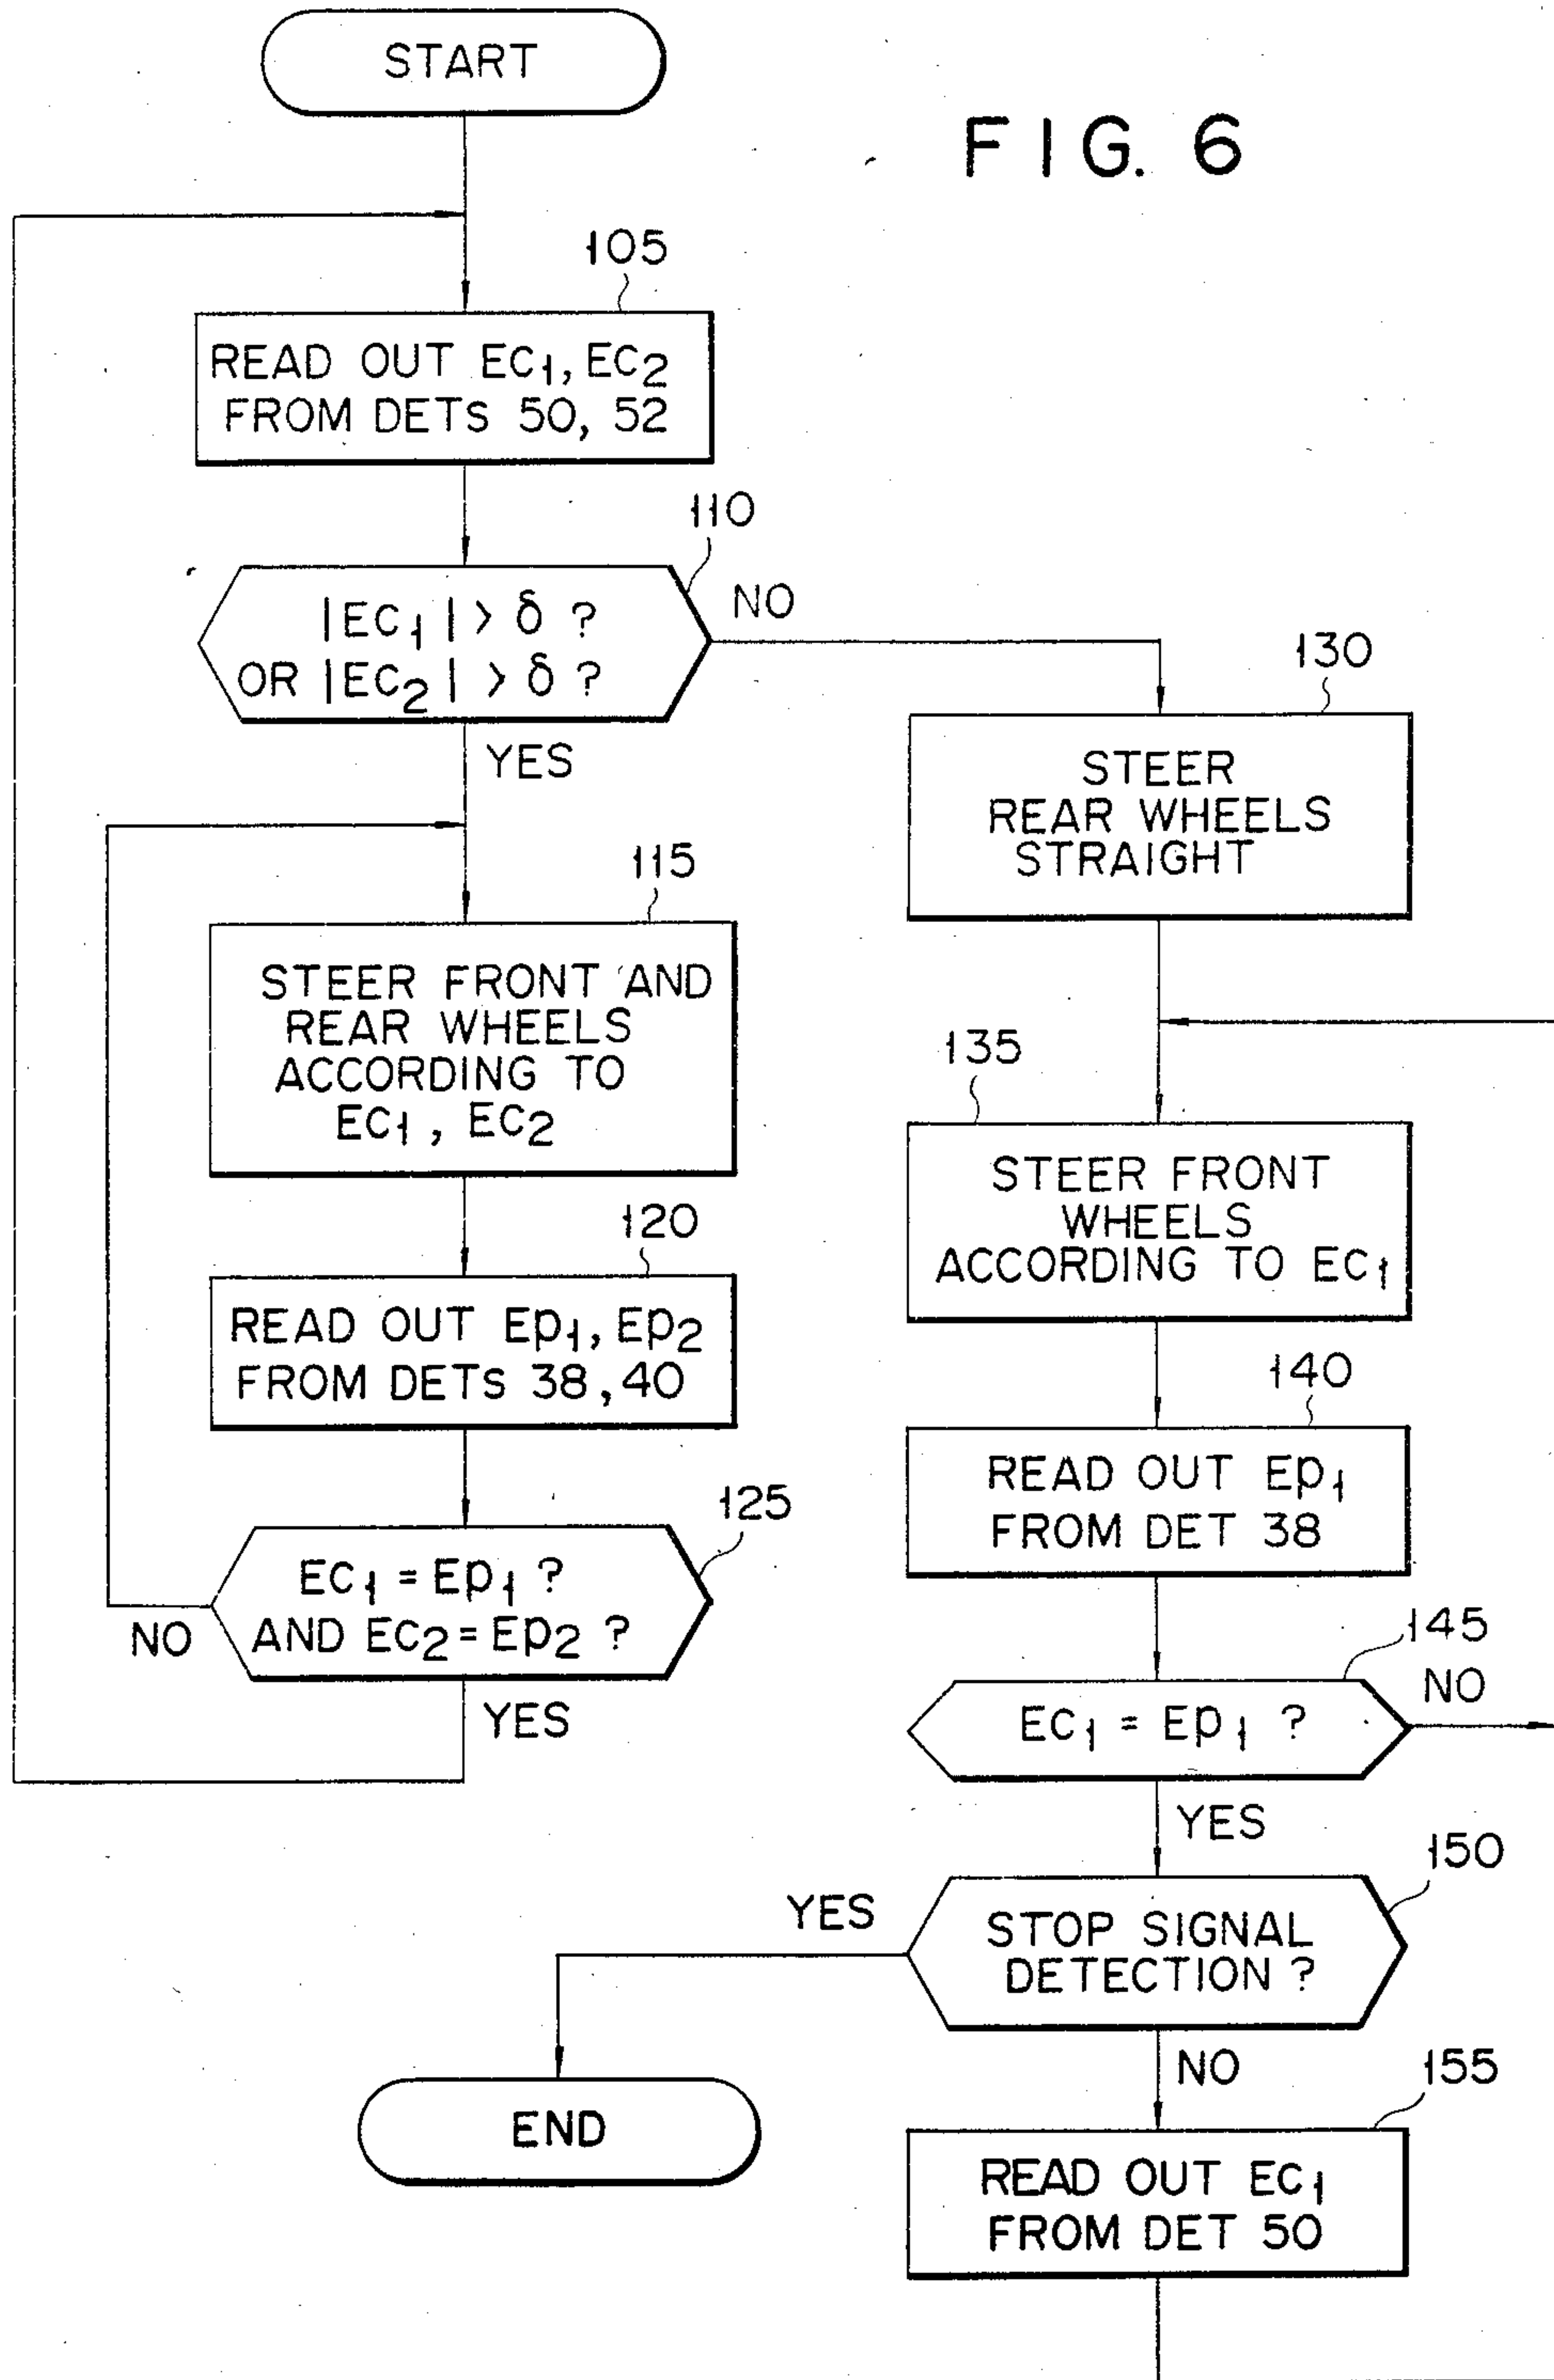 START
FIG. 6
105
READ OUT EC1, EC2
FROM DETS 50, 52
110
|EC1| > δ ?
OR |EC2| > δ ?
NO
YES
115
STEER FRONT AND
REAR WHEELS
ACCORDING TO
EC1, EC2
120
READ OUT EP1, EP2
FROM DETS 38, 40
125
EC1 = EP1 ?
AND EC2 = EP2 ?
NO
YES
130
STEER
REAR WHEELS
STRAIGHT
135
STEER FRONT
WHEELS
ACCORDING TO EC1
140
READ OUT EP1
FROM DET 38
145
EC1 = EP1 ?
NO
YES
150
STOP SIGNAL
DETECTION ?
YES
NO
END
155
READ OUT EC1
FROM DET 50